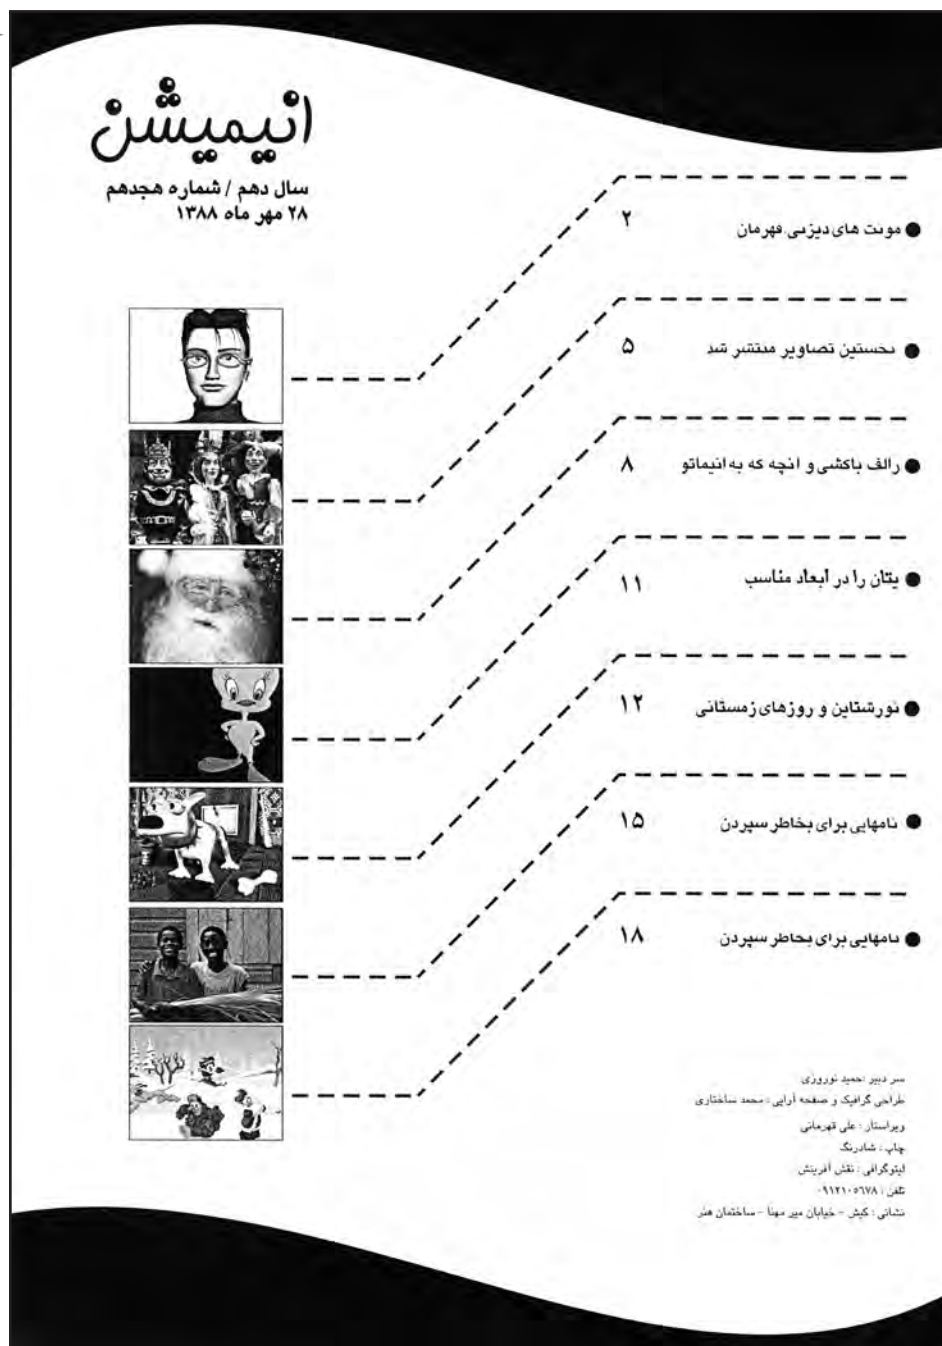 انیمیشن
سال دهم / شماره هجدهم
۲۸ مهر ماه ۱۳۸۸
مونث های دیزنی.قهرمان ۲
نخستین تصاویر منتشر شد ۵
رالف باکشی و انچه که به انیماتو ۸
یتان را در ابعاد مناسب ۱۱
نورشتاین و روزهای زمستانی ۱۲
نامهایی برای بخاطر سپردن ۱۵
نامهایی برای بخاطر سپردن ۱۸
سر دبیر :حمید نوروزی
طراحی گرافیک و صفحه آرایی : محمد ساختاری
ویراستار : علی قهرمانی
چاپ : شادرنگ
لیتوگرافی : نقش آفرینش
تلفن : ۰۹۱۲۱۰۵۶۷۸
نشانی : کیش - خیابان میر مهنا - ساختمان هنر